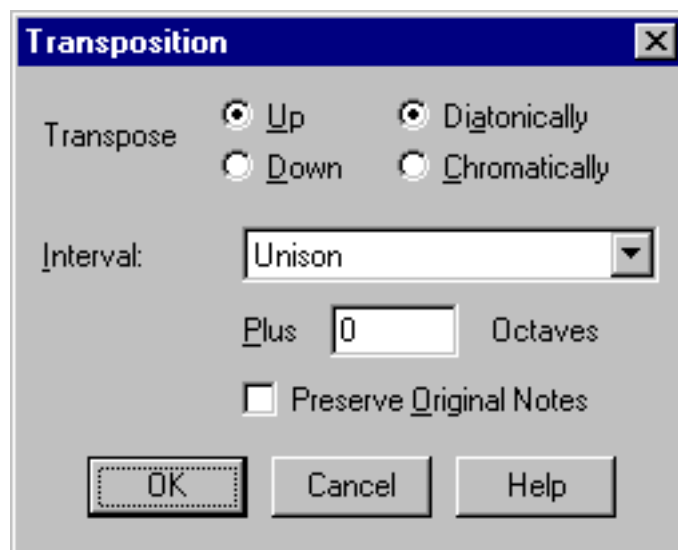 Transposition
Transpose
Up
Diatonically
Down
Chromatically
Interval:
Unison
Plus 0 Octaves
Preserve Original Notes
OK Cancel Help